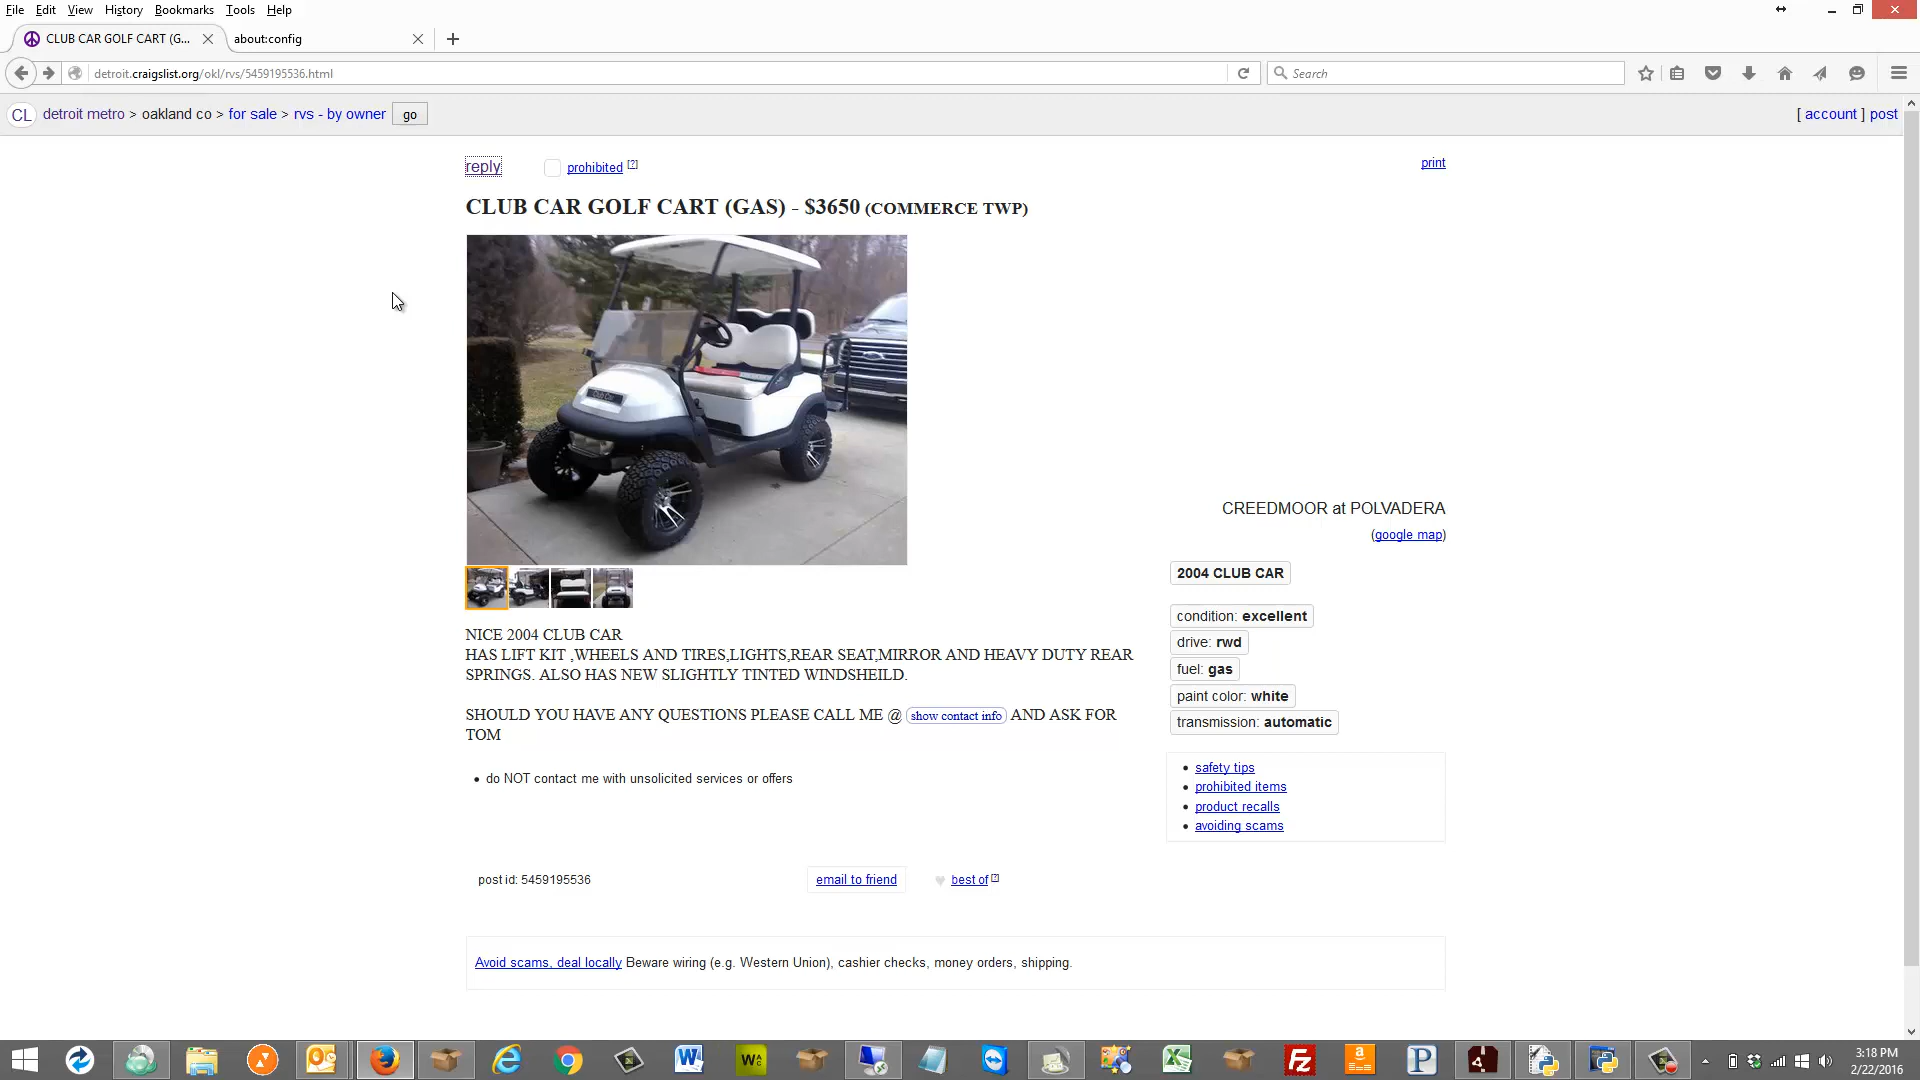 File Edit View History Bookmarks Tools Help
CLUB CAR GOLF CART (G... about:config
detroit.craigslist.org/okl/rvs/5459195536.html Search
CL detroit metro > oakland co > for sale > rvs - by owner go [ account ] post
reply prohibited [?] print
CLUB CAR GOLF CART (GAS) - $3650 (COMMERCE TWP)
Club Car
CREEDMOOR at POLVADERA
(google map)
2004 CLUB CAR
condition: excellent
drive: rwd
fuel: gas
paint color: white
transmission: automatic
NICE 2004 CLUB CAR
HAS LIFT KIT ,WHEELS AND TIRES,LIGHTS,REAR SEAT,MIRROR AND HEAVY DUTY REAR
SPRINGS. ALSO HAS NEW SLIGHTLY TINTED WINDSHEILD.
SHOULD YOU HAVE ANY QUESTIONS PLEASE CALL ME @ show contact info AND ASK FOR
TOM
• do NOT contact me with unsolicited services or offers
• safety tips
• prohibited items
• product recalls
• avoiding scams
post id: 5459195536 email to friend best of [?]
Avoid scams, deal locally Beware wiring (e.g. Western Union), cashier checks, money orders, shipping.
3:18 PM
2/22/2016